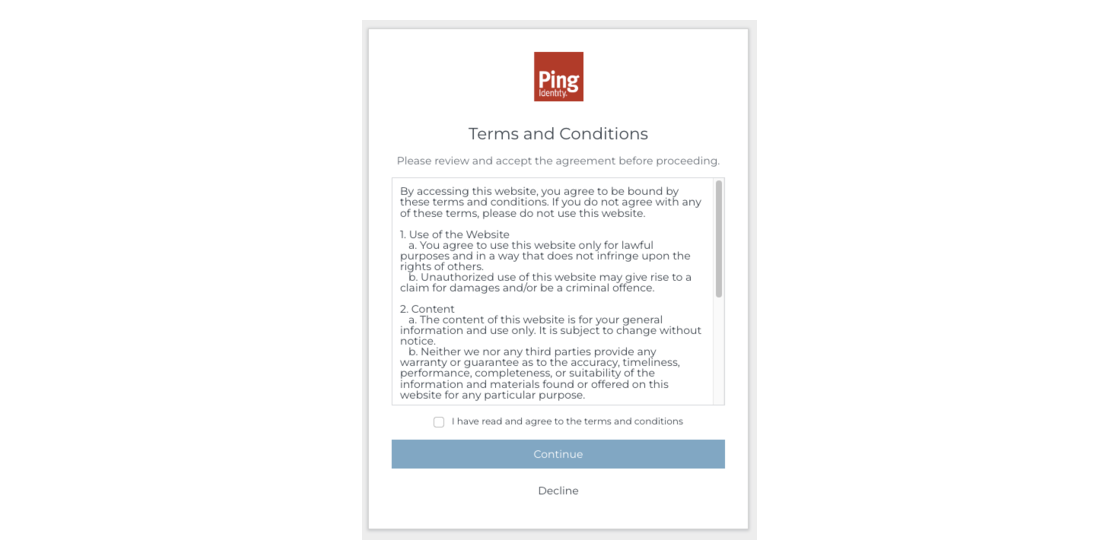 Ping
Identity.
Terms and Conditions
Please review and accept the agreement before proceeding.
By accessing this website, you agree to be bound by
these terms and conditions. If you do not agree with any
of these terms, please do not use this website.
1. Use of the Website
a. You agree to use this website only for lawful
purposes and in a way that does not infringe upon the
rights of others.
b. Unauthorized use of this website may give rise to a
claim for damages and/or be a criminal offence.
2. Content
a. The content of this website is for your general
information and use only. It is subject to change without
notice.
b. Neither we nor any third parties provide any
warranty or guarantee as to the accuracy, timeliness,
performance, completeness, or suitability of the
information and materials found or offered on this
website for any particular purpose.
I have read and agree to the terms and conditions
Continue
Decline